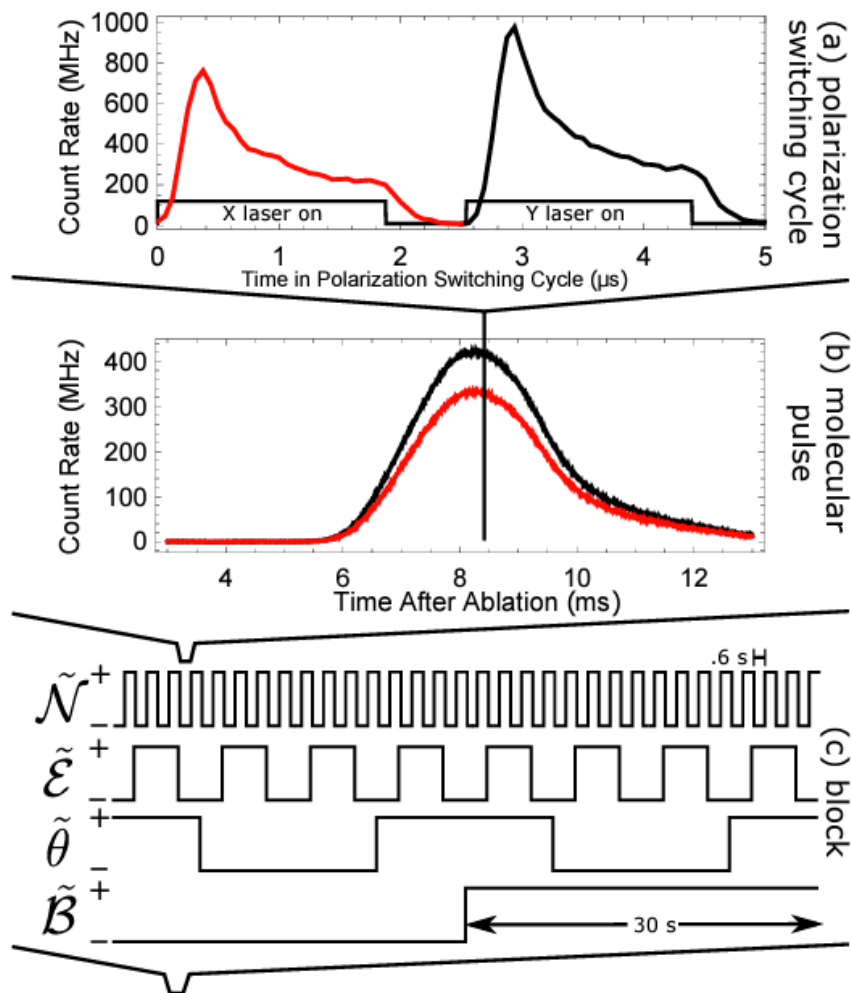 1000
800
600
400
200
0
Count Rate (MHz)
X laser on
Y laser on
0 1 2 3 4 5
Time in Polarization Switching Cycle (μs)
(a) polarization
switching cycle
400
300
200
100
0
Count Rate (MHz)
4 6 8 10 12
Time After Ablation (ms)
(b) molecular
pulse
.6 s
Ñ + −
ℰ̃ + −
θ̃ + −
ℬ̃ + −
30 s
(c) block